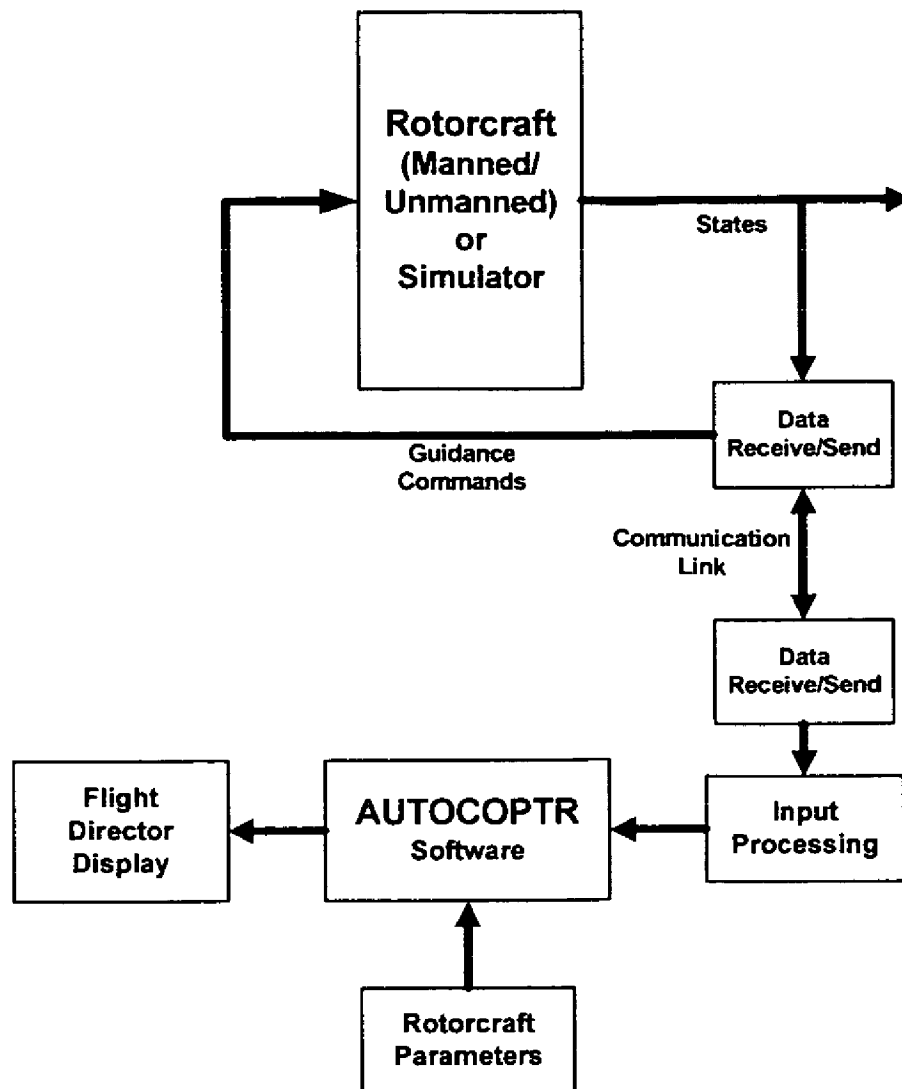 Rotorcraft
(Manned/
Unmanned)
or
Simulator
States
Data
Receive/Send
Guidance
Commands
Communication
Link
Data
Receive/Send
Flight
Director
Display
AUTOCOPTR
Software
Input
Processing
Rotorcraft
Parameters